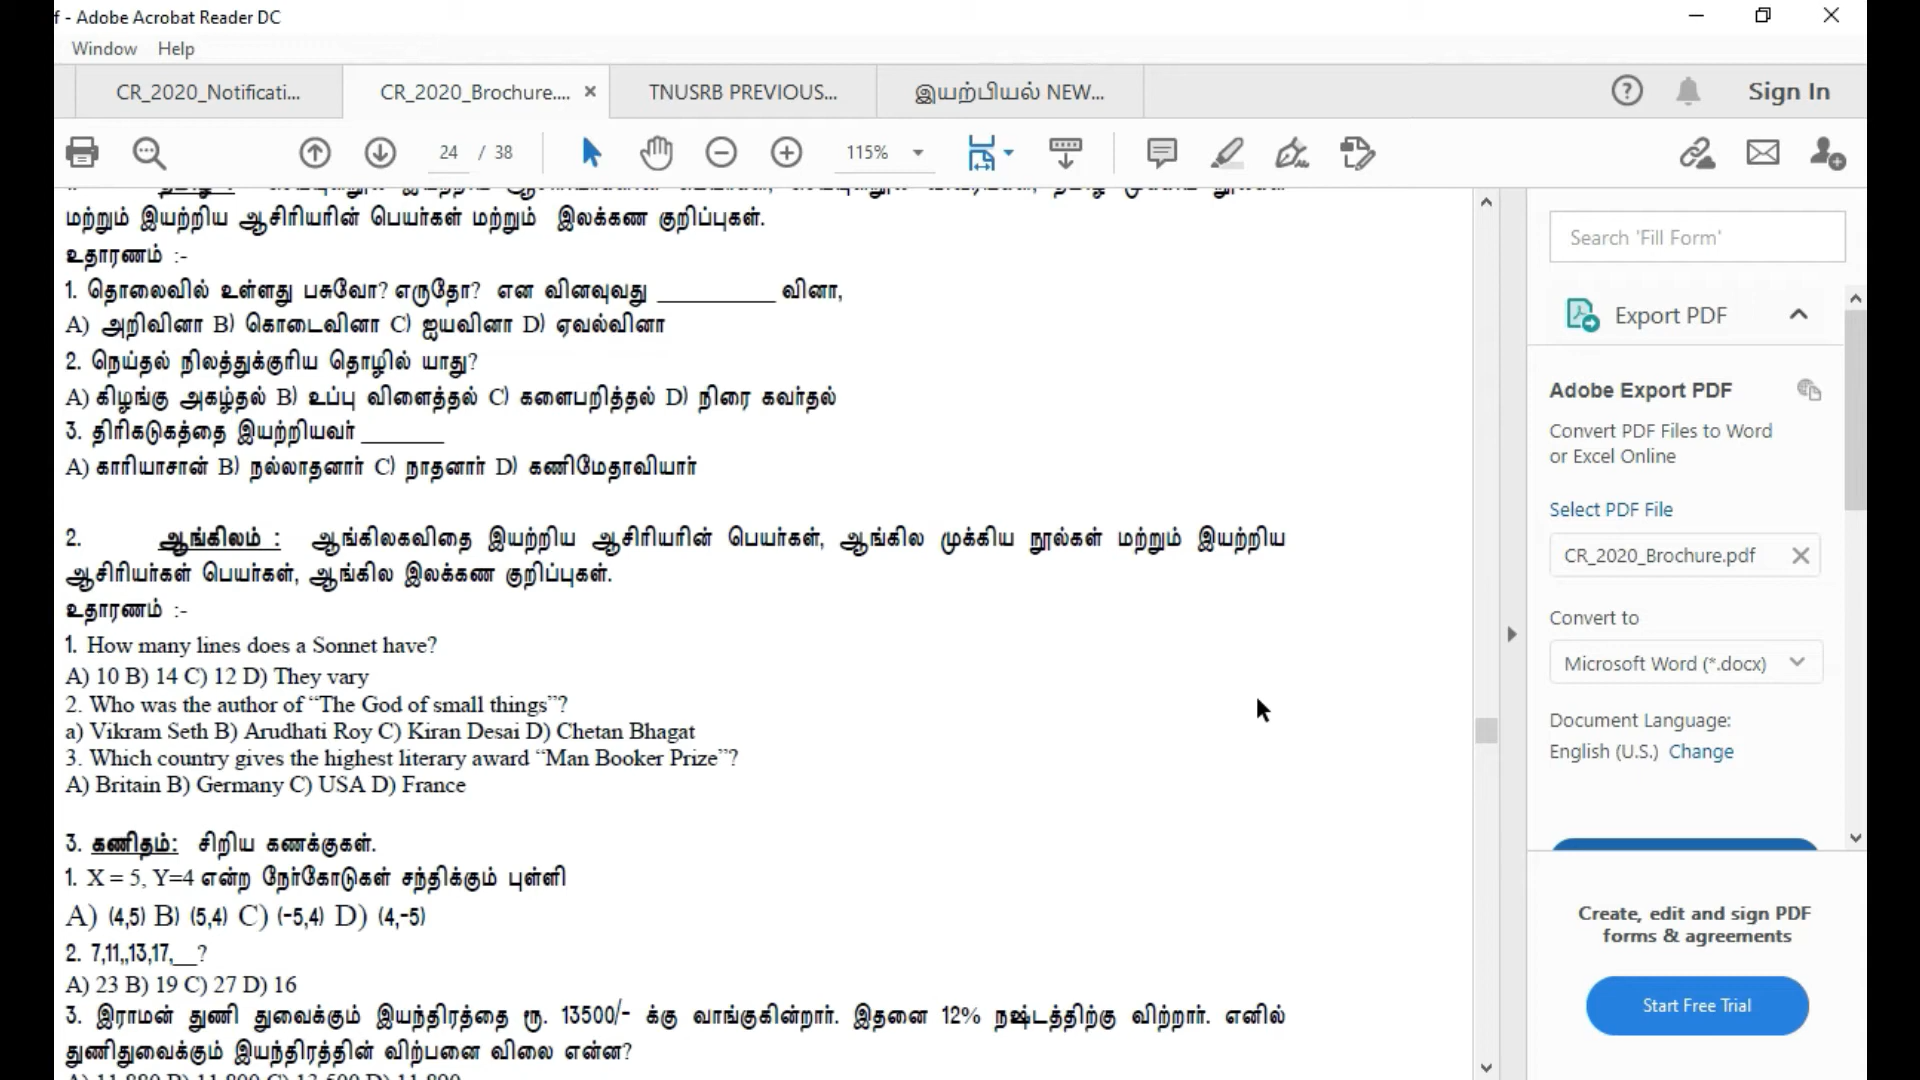 f - Adobe Acrobat Reader DC
Window Help
CR_2020_Notificati...
CR_2020_Brochure....
TNUSRB PREVIOUS...
இயற்பியல் NEW...
Sign In
24 / 38
115%
மற்றும் இயற்றிய ஆசிரியரின் பெயர்கள் மற்றும் இலக்கண குறிப்புகள்.
உதாரணம் :-
1. தொலைவில் உள்ளது பசுவோ? எருதோ? என வினவுவது __________ வினா,
A) அறிவினா B) கொடைவினா C) ஐயவினா D) ஏவல்வினா
2. நெய்தல் நிலத்துக்குரிய தொழில் யாது?
A) கிழங்கு அகழ்தல் B) உப்பு விளைத்தல் C) களைபறித்தல் D) நிரை கவர்தல்
3. திரிகடுகத்தை இயற்றியவர் _______
A) காரியாசான் B) நல்லாதனார் C) நாதனார் D) கணிமேதாவியார்
2. ஆங்கிலம் : ஆங்கிலகவிதை இயற்றிய ஆசிரியரின் பெயர்கள், ஆங்கில முக்கிய நூல்கள் மற்றும் இயற்றிய
ஆசிரியர்கள் பெயர்கள், ஆங்கில இலக்கண குறிப்புகள்.
உதாரணம் :-
1. How many lines does a Sonnet have?
A) 10 B) 14 C) 12 D) They vary
2. Who was the author of “The God of small things”?
a) Vikram Seth B) Arudhati Roy C) Kiran Desai D) Chetan Bhagat
3. Which country gives the highest literary award “Man Booker Prize”?
A) Britain B) Germany C) USA D) France
3. கணிதம்: சிறிய கணக்குகள்.
1. X = 5, Y=4 என்ற நேர்கோடுகள் சந்திக்கும் புள்ளி
A) (4,5) B) (5,4) C) (-5,4) D) (4,-5)
2. 7,11,,13,17,__?
A) 23 B) 19 C) 27 D) 16
3. இராமன் துணி துவைக்கும் இயந்திரத்தை ரூ. 13500/- க்கு வாங்குகின்றார். இதனை 12% நஷ்டத்திற்கு விற்றார். எனில்
துணிதுவைக்கும் இயந்திரத்தின் விற்பனை விலை என்ன?
Search 'Fill Form'
Export PDF
Adobe Export PDF
Convert PDF Files to Word
or Excel Online
Select PDF File
CR_2020_Brochure.pdf
Convert to
Microsoft Word (*.docx)
Document Language:
English (U.S.) Change
Create, edit and sign PDF
forms & agreements
Start Free Trial